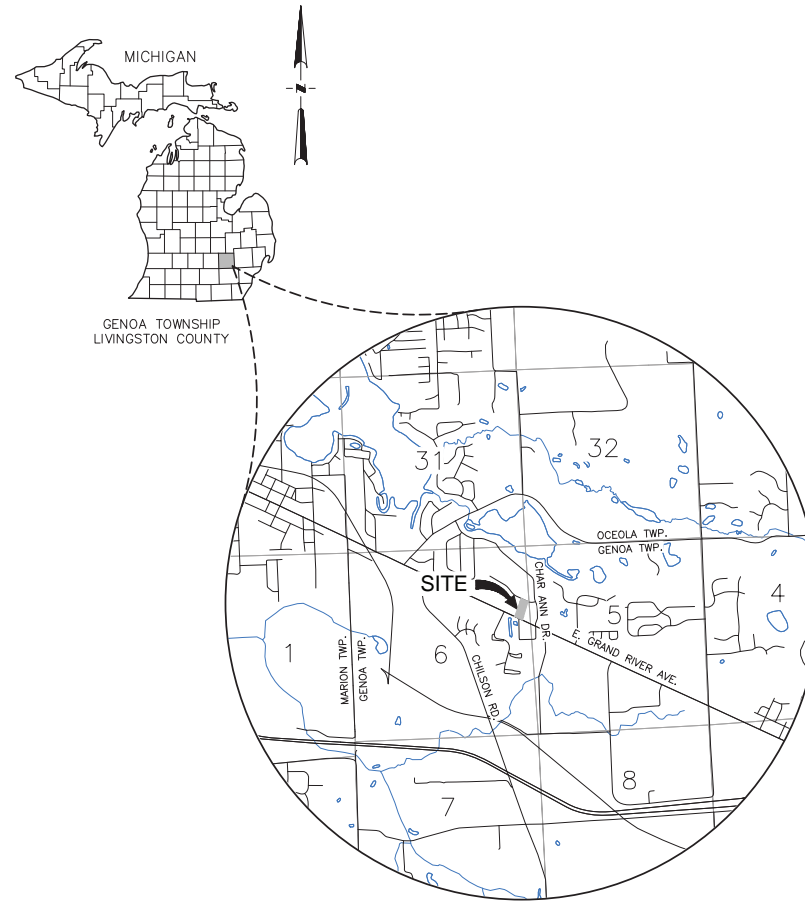 MICHIGAN
N
GENOA TOWNSHIP
LIVINGSTON COUNTY
31
32
OCEOLA TWP.
GENOA TWP.
SITE
CHAR ANN DR.
5
4
E. GRAND RIVER AVE.
1
MARION TWP.
GENOA TWP.
6
CHILSON RD.
8
7